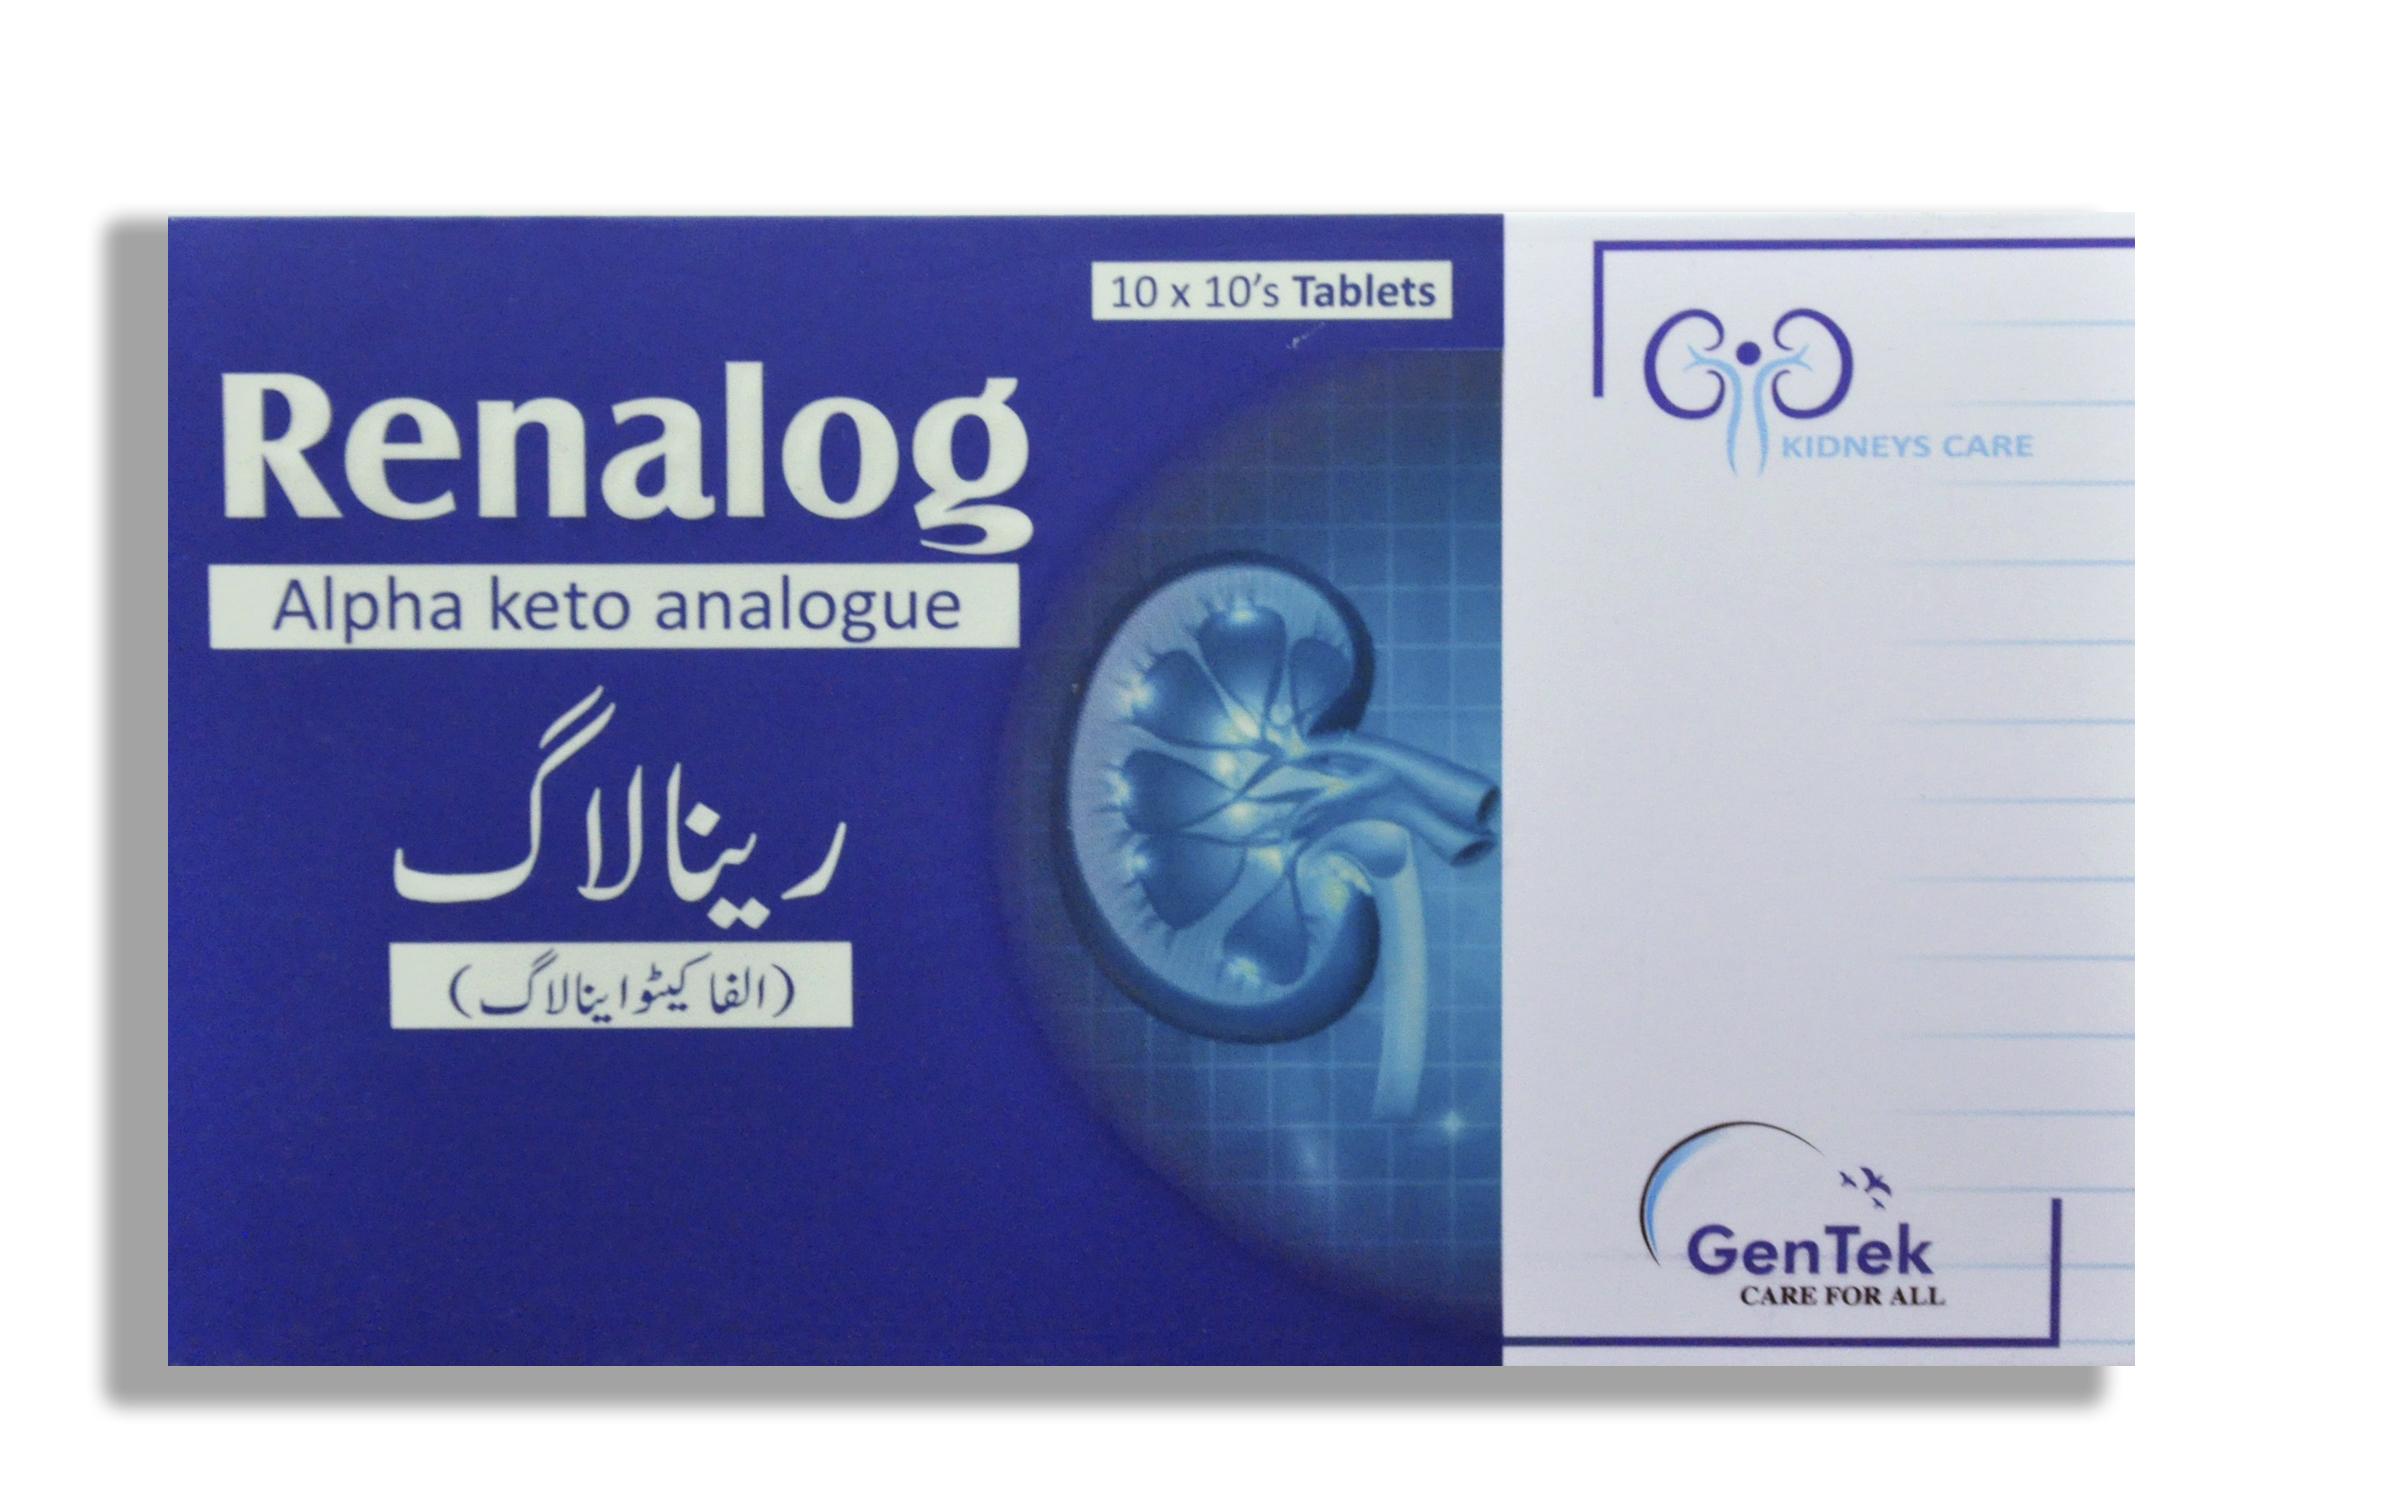 10 x 10's Tablets
Renalog
Alpha keto analogue
رینالاگ
(الفا کیٹو اینالاگ)
KIDNEYS CARE
GenTek
CARE FOR ALL